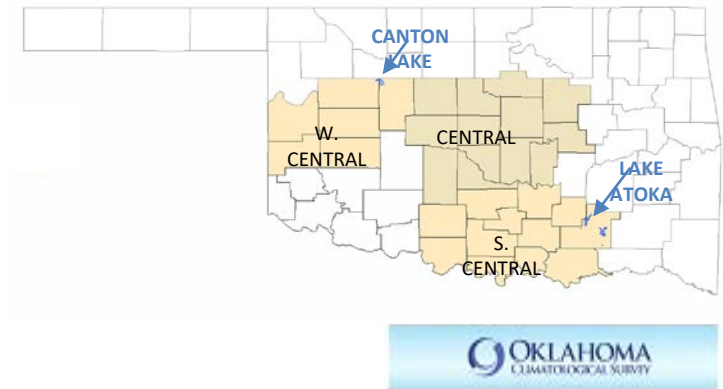 CANTON
LAKE
W.
CENTRAL
CENTRAL
LAKE
ATOKA
S.
CENTRAL
OKLAHOMA
CLIMATOLOGICAL SURVEY